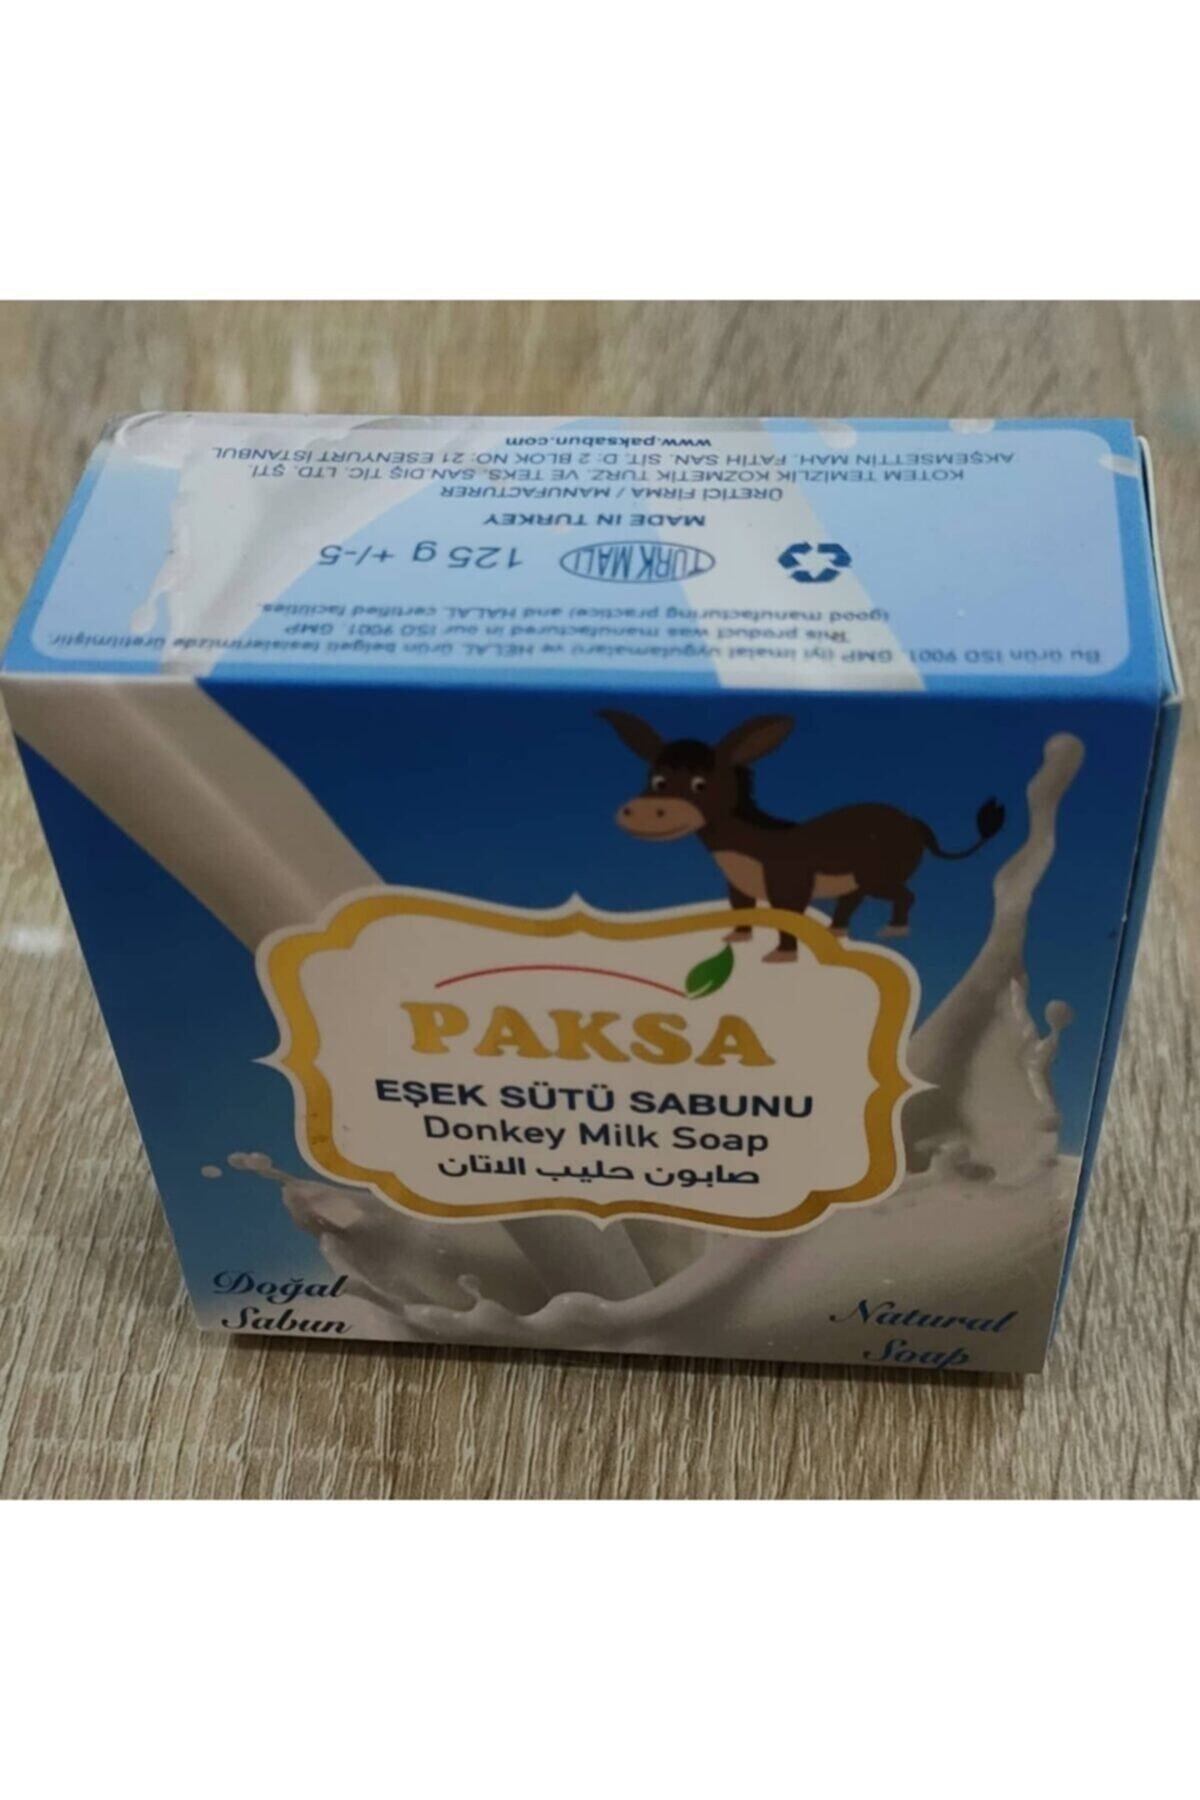 Bu ürün ISO 9001, GMP (iyi imalat uygulamaları) ve HELAL ürün belgeli tesislerimizde üretilmiştir.
This product was manufactured in our ISO 9001, GMP
(good manufacturing practice) and HALAL certified facilities.
TÜRK MALI 125 g +/-5
MADE IN TURKEY
ÜRETİCİ FİRMA / MANUFACTURER
KOTEM TEMİZLİK KOZMETİK TURZ. VE TEKS. SAN.DIŞ TİC. LTD. ŞTİ.
AKŞEMSETTİN MAH. FATİH SAN. SİT. D: 2 BLOK NO: 21 ESENYURT İSTANBUL
www.paksabun.com
PAKSA
EŞEK SÜTÜ SABUNU
Donkey Milk Soap
صابون حليب الاتان
Doğal
Sabun
Natural
Soap